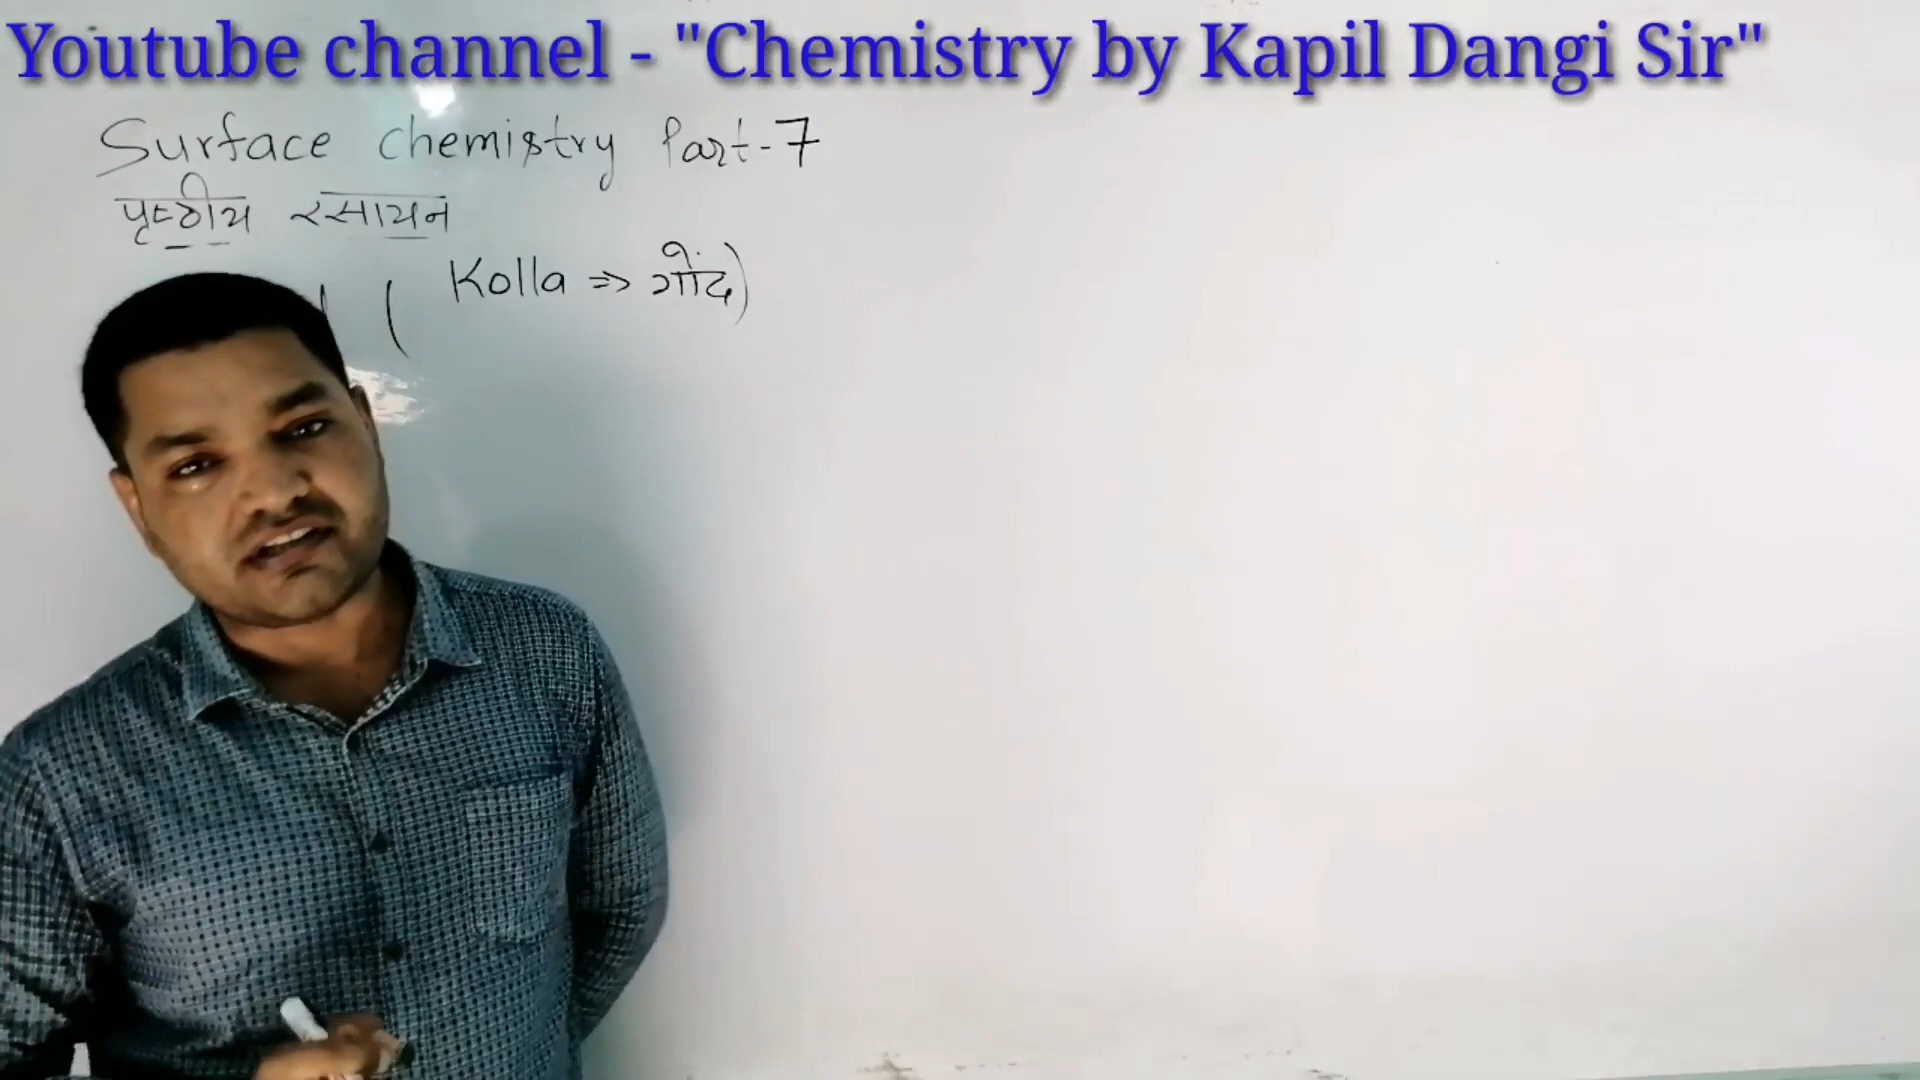 Youtube channel - "Chemistry by Kapil Dangi Sir"
Surface chemistry Part-7
पृष्ठीय रसायन
( Kolla => गोंद)